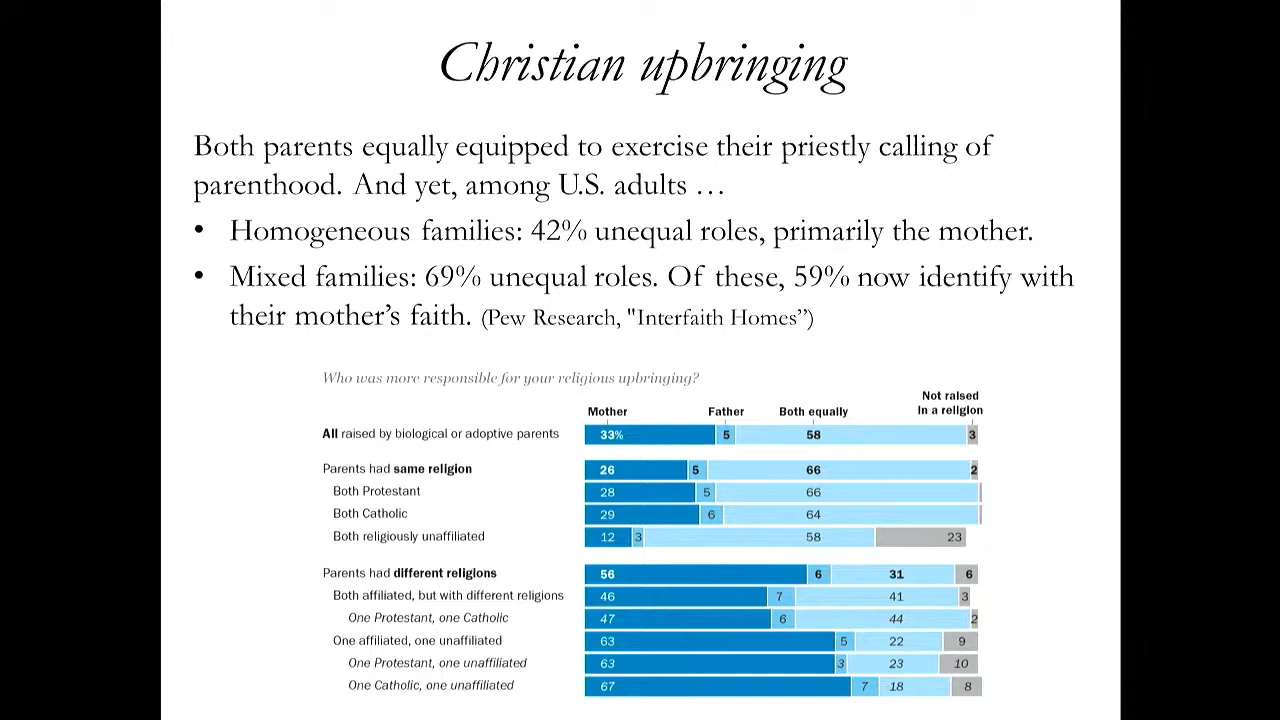 Christian upbringing
Both parents equally equipped to exercise their priestly calling of
parenthood. And yet, among U.S. adults …
• Homogeneous families: 42% unequal roles, primarily the mother.
• Mixed families: 69% unequal roles. Of these, 59% now identify with
their mother’s faith. (Pew Research, "Interfaith Homes”)
Who was more responsible for your religious upbringing?
Not raised
Mother Father Both equally in a religion
All raised by biological or adoptive parents 33% 5 58 3
Parents had same religion 26 5 66 2
Both Protestant 28 5 66
Both Catholic 29 6 64
Both religiously unaffiliated 12 3 58 23
Parents had different religions 56 6 31 6
Both affiliated, but with different religions 46 7 41 3
One Protestant, one Catholic 47 6 44 2
One affiliated, one unaffiliated 63 5 22 9
One Protestant, one unaffiliated 63 3 23 10
One Catholic, one unaffiliated 67 7 18 8